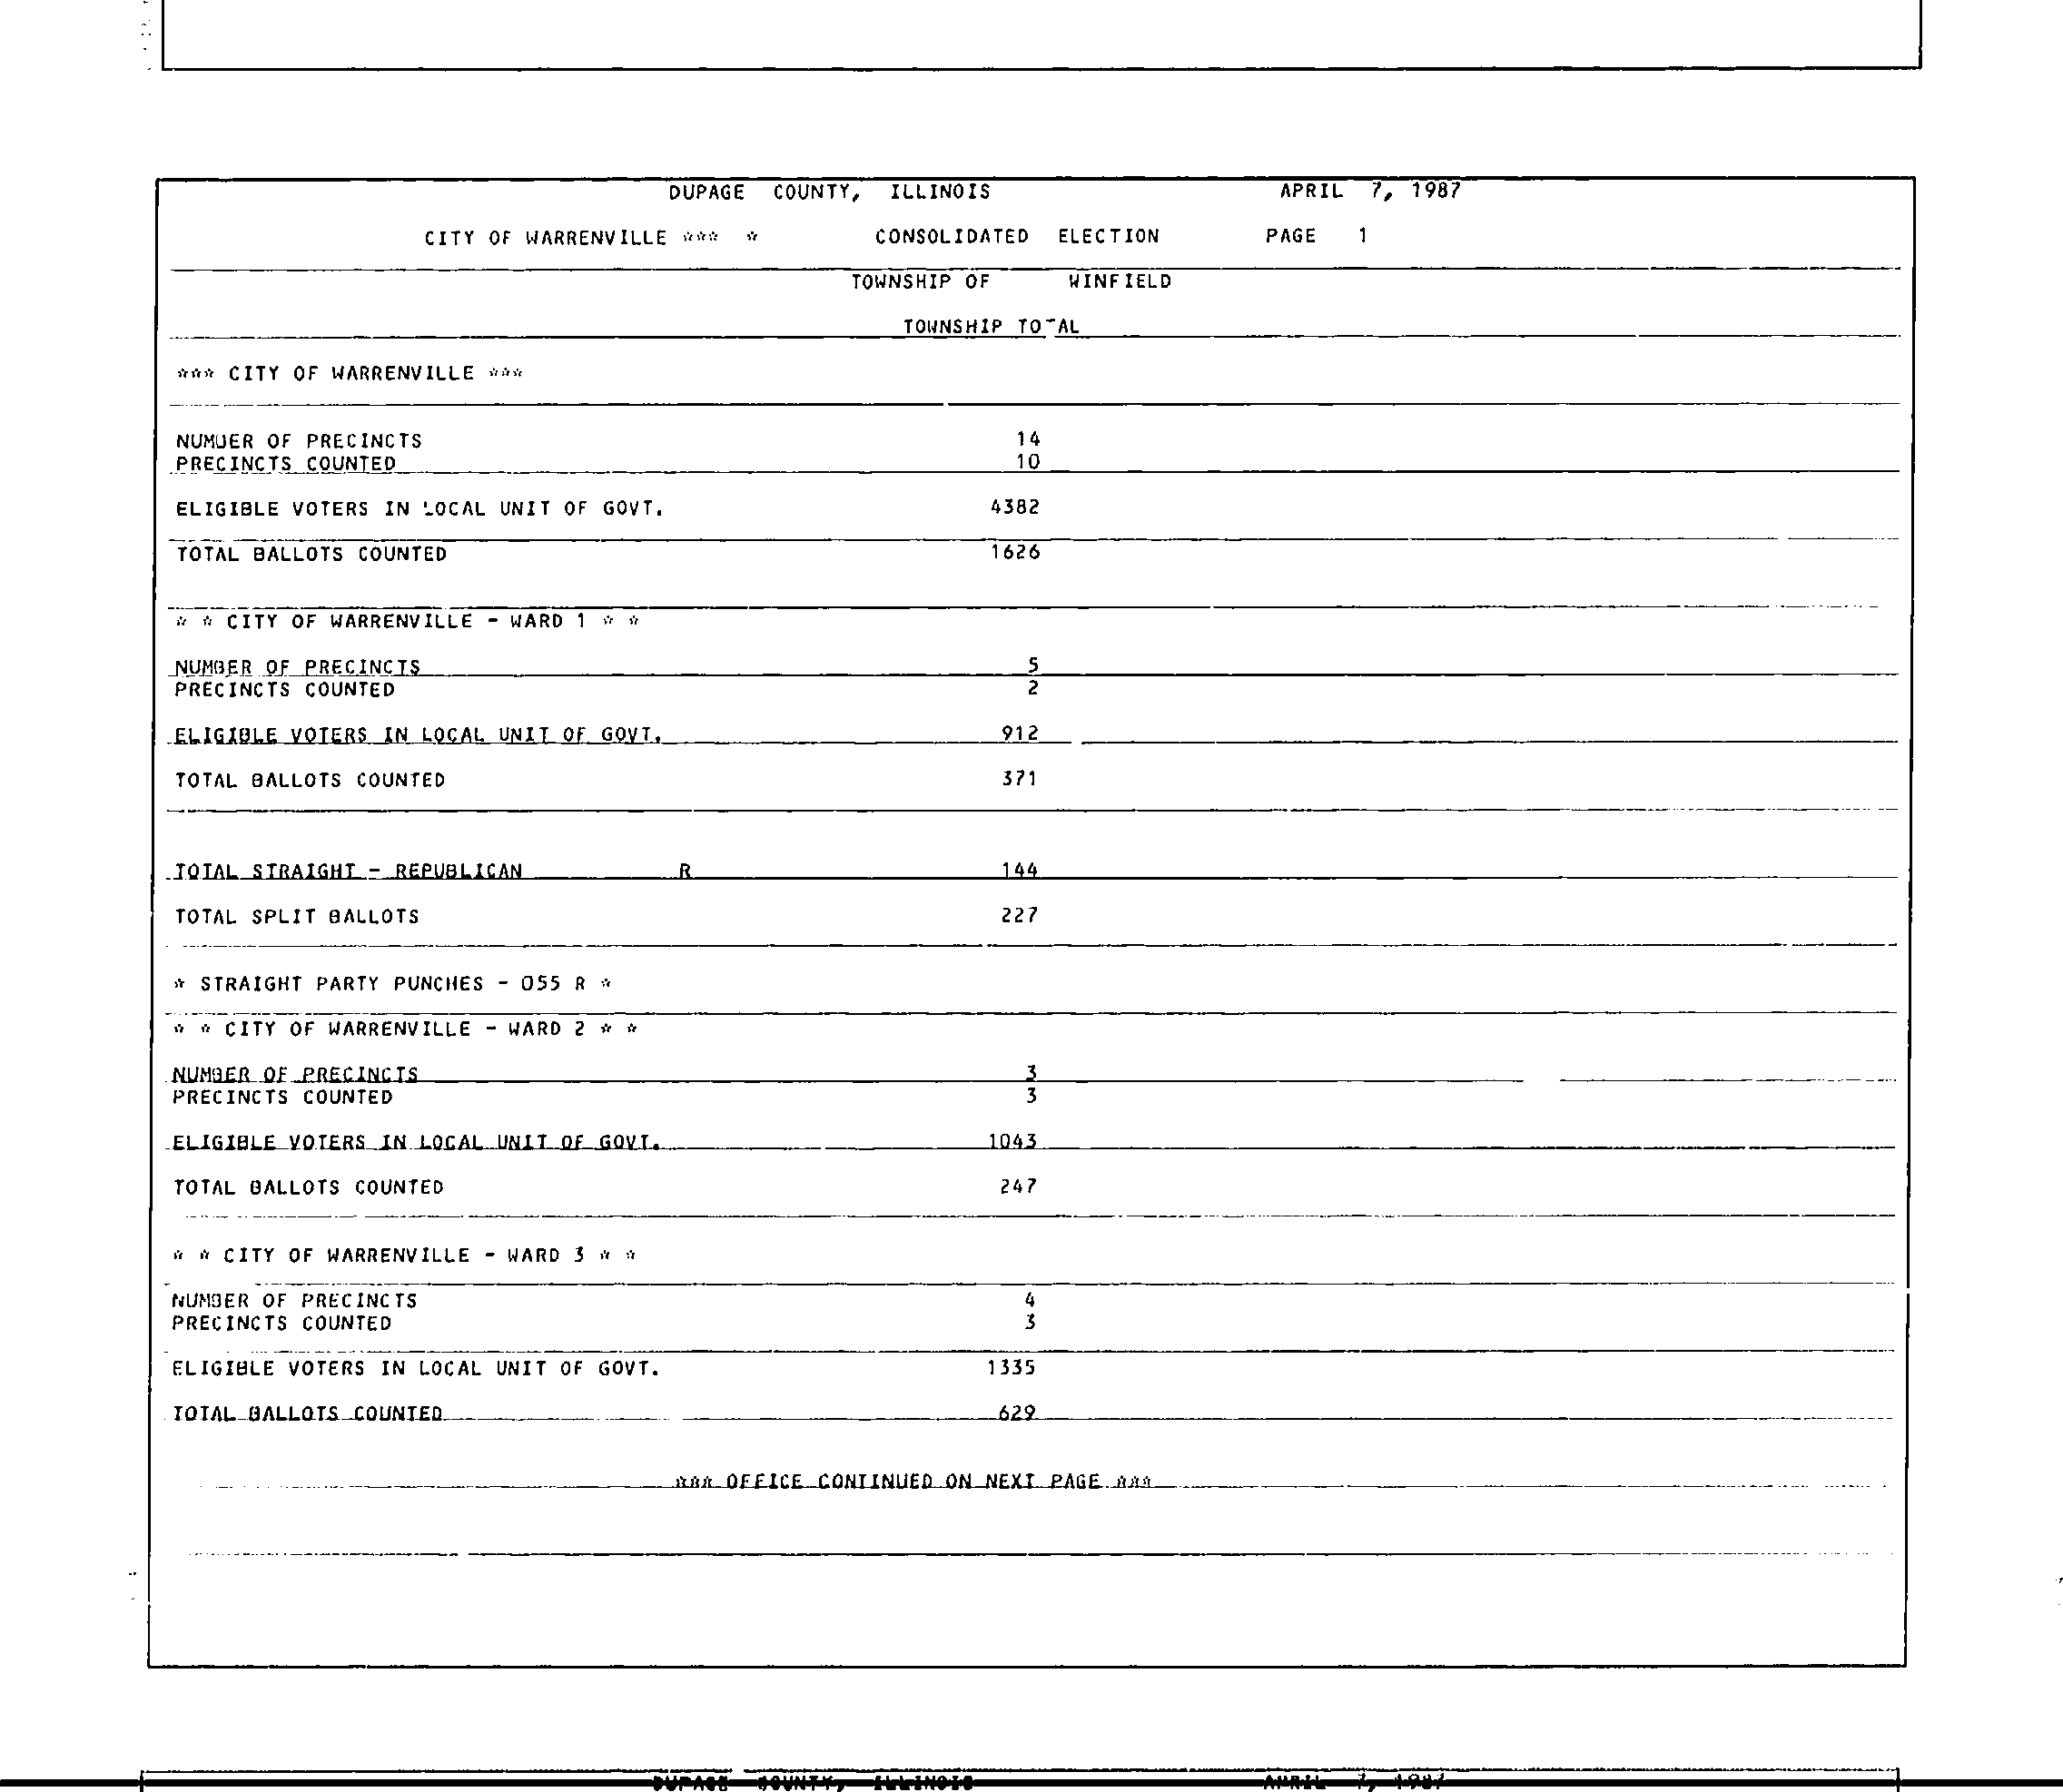 DUPAGE COUNTY, ILLINOIS APRIL 7, 1987
CITY OF WARRENVILLE *** * CONSOLIDATED ELECTION PAGE 1
TOWNSHIP OF WINFIELD
TOWNSHIP TOTAL
*** CITY OF WARRENVILLE ***
NUMBER OF PRECINCTS 14
PRECINCTS COUNTED 10
ELIGIBLE VOTERS IN LOCAL UNIT OF GOVT. 4382
TOTAL BALLOTS COUNTED 1626
* * CITY OF WARRENVILLE - WARD 1 * *
NUMBER OF PRECINCTS 5
PRECINCTS COUNTED 2
ELIGIBLE VOTERS IN LOCAL UNIT OF GOVT. 912
TOTAL BALLOTS COUNTED 371
TOTAL STRAIGHT - REPUBLICAN R 144
TOTAL SPLIT BALLOTS 227
* STRAIGHT PARTY PUNCHES - 055 R *
* * CITY OF WARRENVILLE - WARD 2 * *
NUMBER OF PRECINCTS 3
PRECINCTS COUNTED 3
ELIGIBLE VOTERS IN LOCAL UNIT OF GOVT. 1043
TOTAL BALLOTS COUNTED 247
* * CITY OF WARRENVILLE - WARD 3 * *
NUMBER OF PRECINCTS 4
PRECINCTS COUNTED 3
ELIGIBLE VOTERS IN LOCAL UNIT OF GOVT. 1335
TOTAL BALLOTS COUNTED 629
*** OFFICE CONTINUED ON NEXT PAGE ***
DUPAGE COUNTY, ILLINOIS APRIL 7, 1987